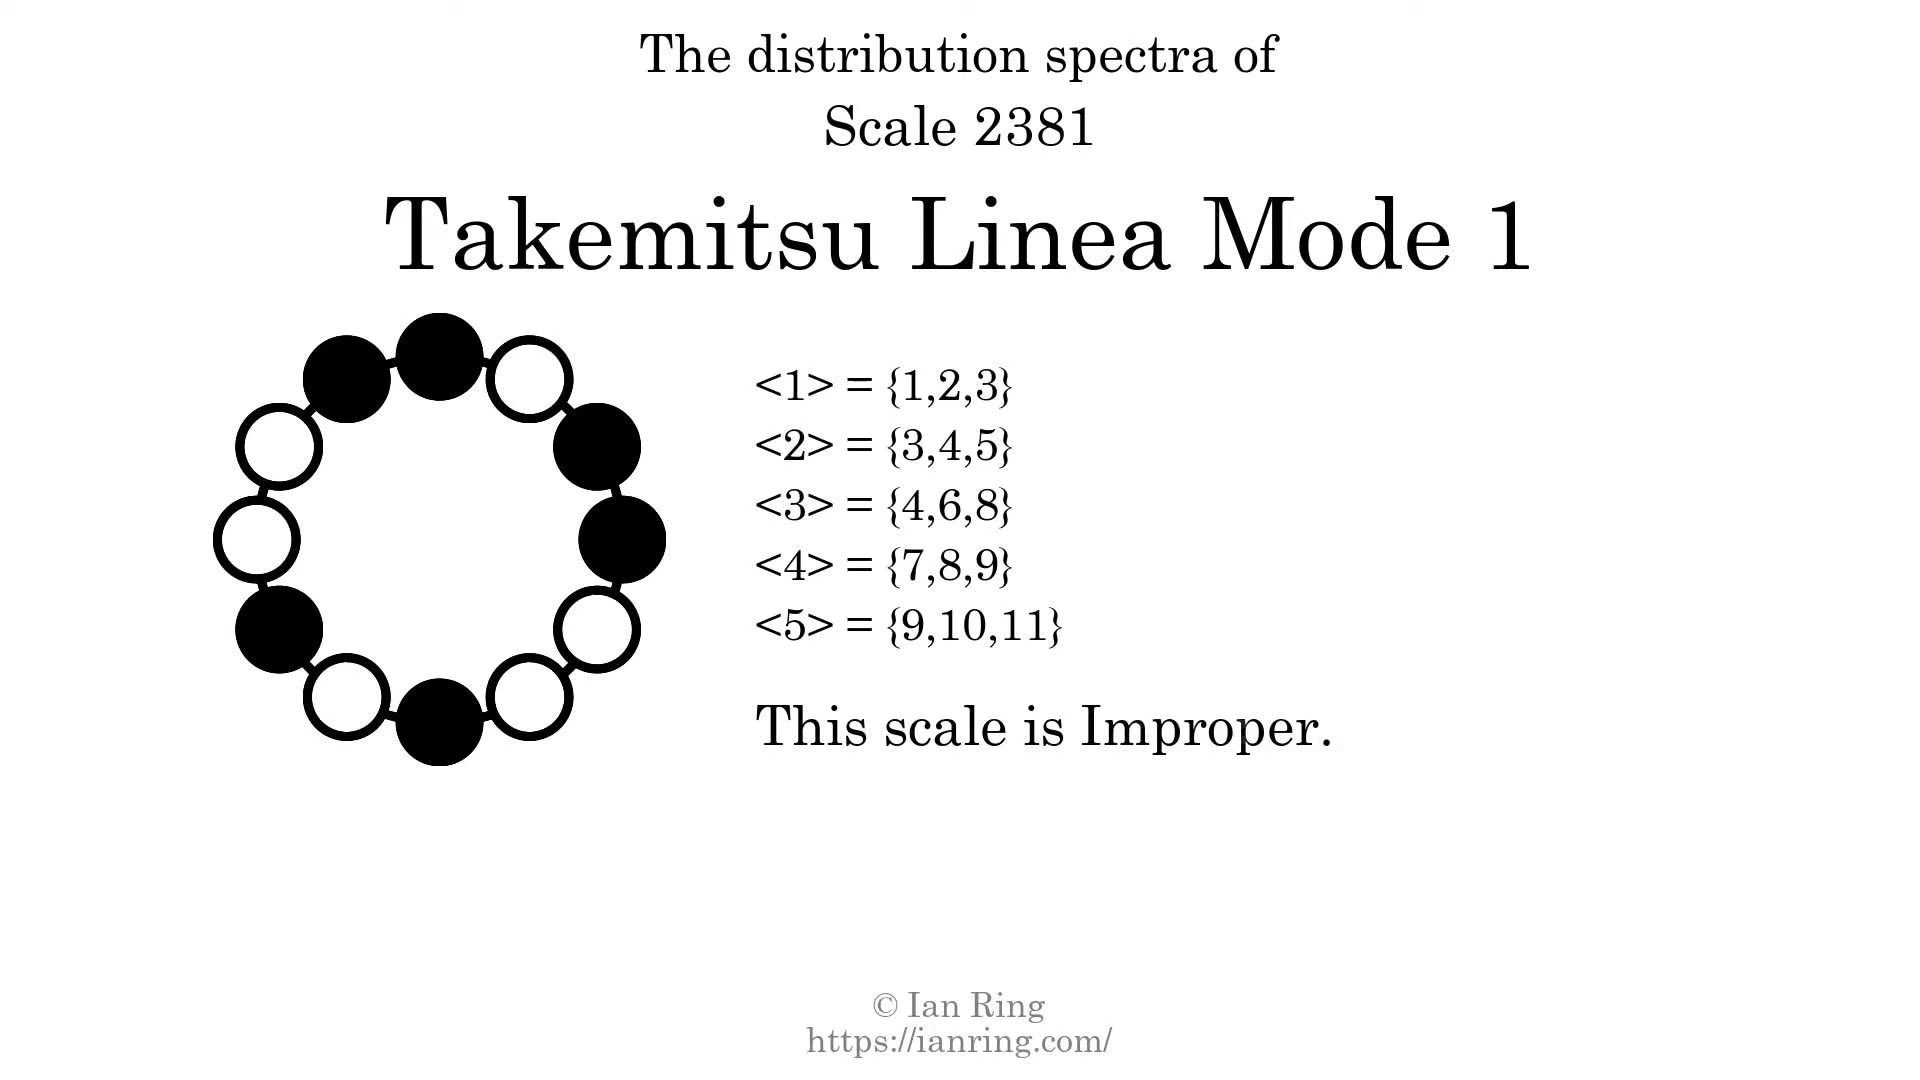 The distribution spectra of
Scale 2381
Takemitsu Linea Mode 1
<1> = {1,2,3}
<2> = {3,4,5}
<3> = {4,6,8}
<4> = {7,8,9}
<5> = {9,10,11}
This scale is Improper.
© Ian Ring
https://ianring.com/